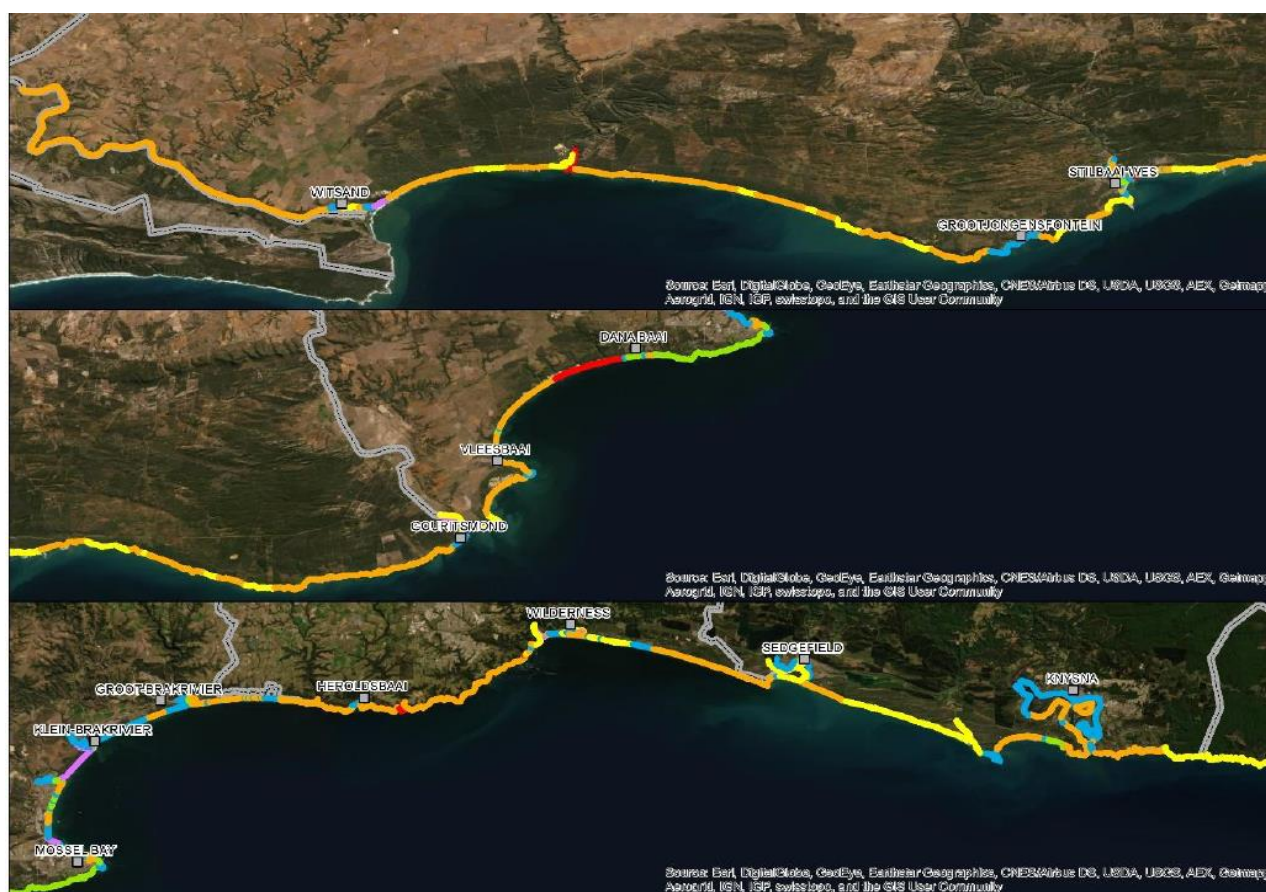 WITSAND
STILBAAI-WES
GROOTJONGENSFONTEIN
Source: Esri, DigitalGlobe, GeoEye, Earthstar Geographics, CNES/Airbus DS, USDA, USGS, AEX, Getmapp
Aerogrid, IGN, IGP, swisstopo, and the GIS User Community
DANABAAI
VLEESBAAI
GOURITSMOND
Source: Esri, DigitalGlobe, GeoEye, Earthstar Geographics, CNES/Airbus DS, USDA, USGS, AEX, Getmapp
Aerogrid, IGN, IGP, swisstopo, and the GIS User Community
WILDERNESS
SEDGEFIELD
KNYSNA
HEROLDSBAAI
GROOT-BRAKRIVIER
KLEIN-BRAKRIVIER
MOSSEL BAY
Source: Esri, DigitalGlobe, GeoEye, Earthstar Geographics, CNES/Airbus DS, USDA, USGS, AEX, Getmapp
Aerogrid, IGN, IGP, swisstopo, and the GIS User Community